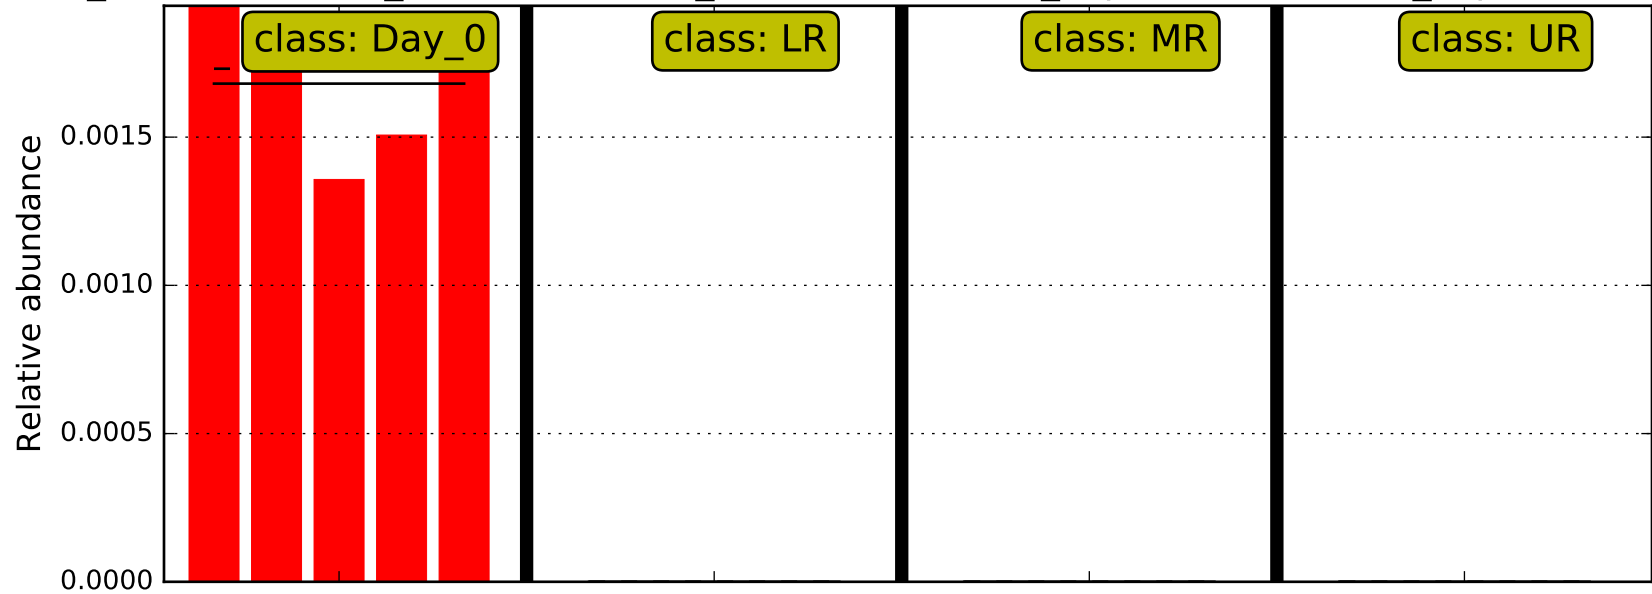 class: Day_0
class: LR
class: MR
class: UR
0.0015
0.0010
0.0005
0.0000
Relative abundance